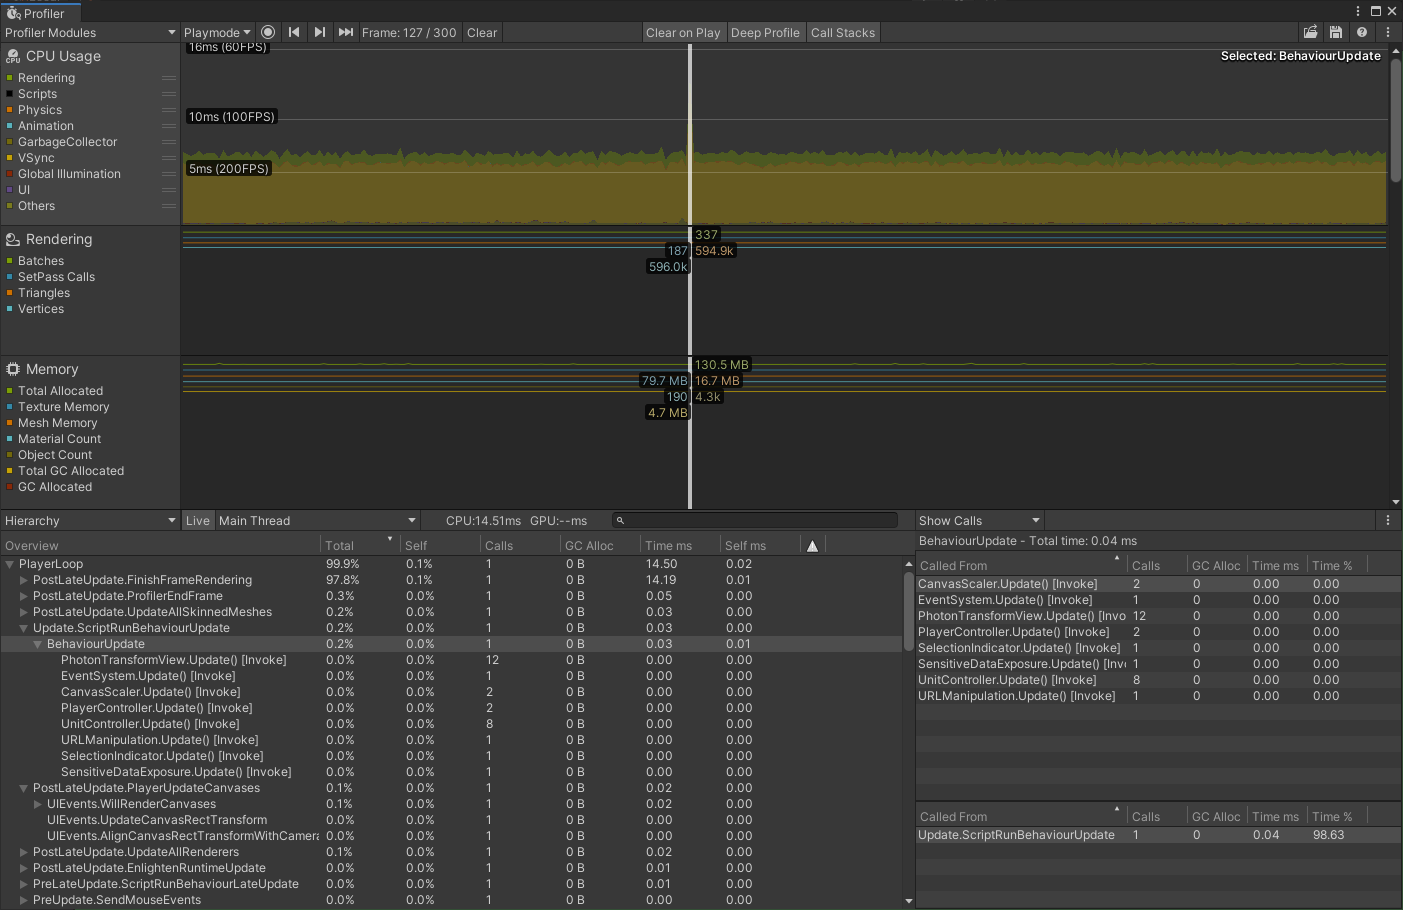 Profiler
Profiler Modules
Playmode
Frame: 127 / 300
Clear
Clear on Play
Deep Profile
Call Stacks
CPU Usage
CPU
Rendering
Scripts
Physics
Animation
GarbageCollector
VSync
Global Illumination
UI
Others
16ms (60FPS)
10ms (100FPS)
5ms (200FPS)
Selected: BehaviourUpdate
Rendering
Batches
SetPass Calls
Triangles
Vertices
337
187 594.9k
596.0k
Memory
Total Allocated
Texture Memory
Mesh Memory
Material Count
Object Count
Total GC Allocated
GC Allocated
130.5 MB
79.7 MB 16.7 MB
190 4.3k
4.7 MB
Hierarchy Live Main Thread CPU:14.51ms GPU:--ms
Overview Total Self Calls GC Alloc Time ms Self ms
PlayerLoop 99.9% 0.1% 1 0 B 14.50 0.02
PostLateUpdate.FinishFrameRendering 97.8% 0.1% 1 0 B 14.19 0.01
PostLateUpdate.ProfilerEndFrame 0.3% 0.0% 1 0 B 0.05 0.00
PostLateUpdate.UpdateAllSkinnedMeshes 0.2% 0.0% 1 0 B 0.03 0.00
Update.ScriptRunBehaviourUpdate 0.2% 0.0% 1 0 B 0.03 0.00
BehaviourUpdate 0.2% 0.0% 1 0 B 0.03 0.01
PhotonTransformView.Update() [Invoke] 0.0% 0.0% 12 0 B 0.00 0.00
EventSystem.Update() [Invoke] 0.0% 0.0% 1 0 B 0.00 0.00
CanvasScaler.Update() [Invoke] 0.0% 0.0% 2 0 B 0.00 0.00
PlayerController.Update() [Invoke] 0.0% 0.0% 2 0 B 0.00 0.00
UnitController.Update() [Invoke] 0.0% 0.0% 8 0 B 0.00 0.00
URLManipulation.Update() [Invoke] 0.0% 0.0% 1 0 B 0.00 0.00
SelectionIndicator.Update() [Invoke] 0.0% 0.0% 1 0 B 0.00 0.00
SensitiveDataExposure.Update() [Invoke] 0.0% 0.0% 1 0 B 0.00 0.00
PostLateUpdate.PlayerUpdateCanvases 0.1% 0.0% 1 0 B 0.02 0.00
UIEvents.WillRenderCanvases 0.1% 0.0% 1 0 B 0.02 0.00
UIEvents.UpdateCanvasRectTransform 0.0% 0.0% 1 0 B 0.00 0.00
UIEvents.AlignCanvasRectTransformWithCamera 0.0% 0.0% 1 0 B 0.00 0.00
PostLateUpdate.UpdateAllRenderers 0.1% 0.0% 1 0 B 0.02 0.00
PostLateUpdate.EnlightenRuntimeUpdate 0.0% 0.0% 1 0 B 0.01 0.00
PreLateUpdate.ScriptRunBehaviourLateUpdate 0.0% 0.0% 1 0 B 0.01 0.00
PreUpdate.SendMouseEvents 0.0% 0.0% 1 0 B 0.00 0.00
Show Calls
BehaviourUpdate - Total time: 0.04 ms
Called From Calls GC Alloc Time ms Time %
CanvasScaler.Update() [Invoke] 2 0 0.00 0.00
EventSystem.Update() [Invoke] 1 0 0.00 0.00
PhotonTransformView.Update() [Invo 12 0 0.00 0.00
PlayerController.Update() [Invoke] 2 0 0.00 0.00
SelectionIndicator.Update() [Invoke] 1 0 0.00 0.00
SensitiveDataExposure.Update() [Inv 1 0 0.00 0.00
UnitController.Update() [Invoke] 8 0 0.00 0.00
URLManipulation.Update() [Invoke] 1 0 0.00 0.00
Called From Calls GC Alloc Time ms Time %
Update.ScriptRunBehaviourUpdate 1 0 0.04 98.63